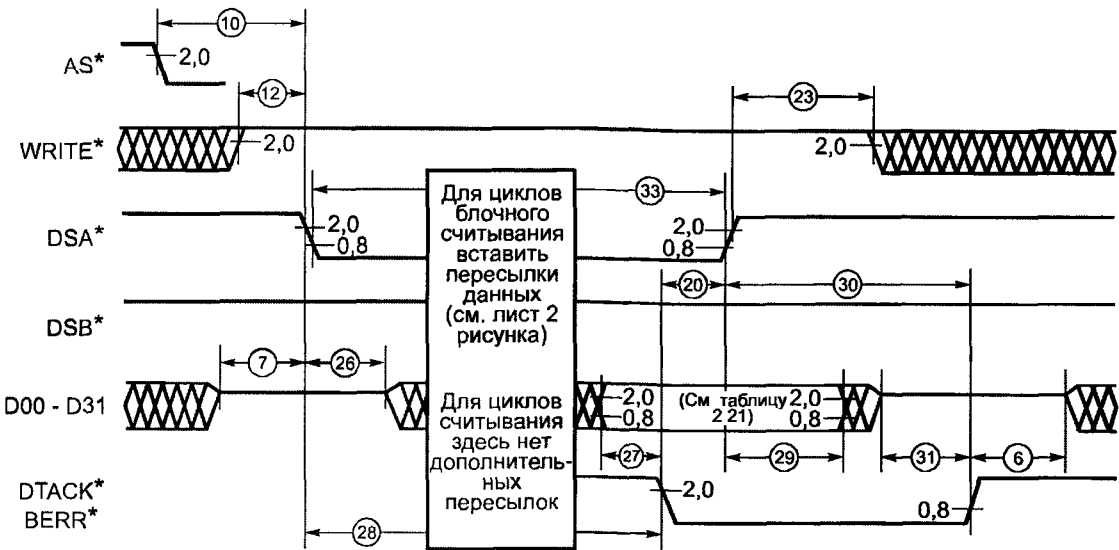 10
AS*
2,0
12
23
WRITE*
2,0
2,0
33
DSA*
2,0
0,8
2,0
0,8
Для циклов
блочного
считывания
вставить
пересылки
данных
(см. лист 2
рисунка)
20
30
DSB*
7
26
D00 - D31
2,0
0,8
(См таблицу
2 21)
2,0
0,8
Для циклов
считывания
здесь нет
дополнитель-
ных
пересылок
27
29
31
6
DTACK*
BERR*
2,0
0,8
28